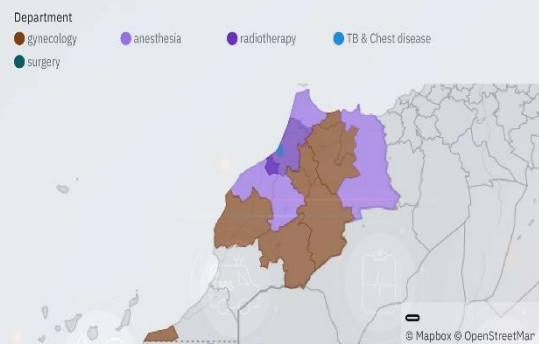 Department
gynecology anesthesia radiotherapy TB & Chest disease
surgery
© Mapbox © OpenStreetMap